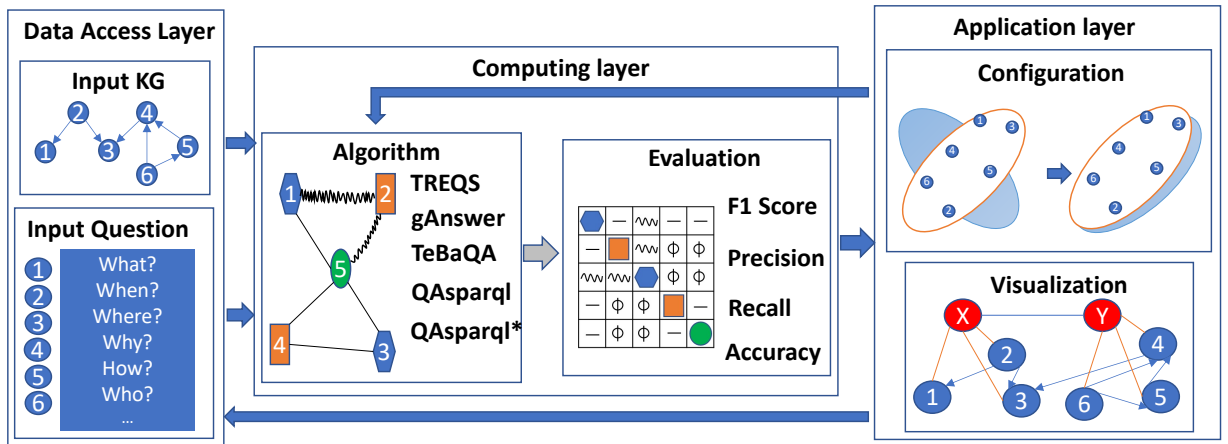 Data Access Layer
Input KG
2
4
1
3
5
6
Input Question
1
What?
2
When?
3
Where?
4
Why?
5
How?
6
Who?
...
Computing layer
Algorithm
1
2
5
4
3
TREQS
gAnswer
TeBaQA
QAsparql
QAsparql*
Evaluation
— — —
— ϕ ϕ
ϕ ϕ
— ϕ ϕ —
— ϕ ϕ —
F1 Score
Precision
Recall
Accuracy
Application layer
Configuration
1
3
4
5
6
2
1
3
4
5
6
2
Visualization
X
Y
2
4
1
3
6
5